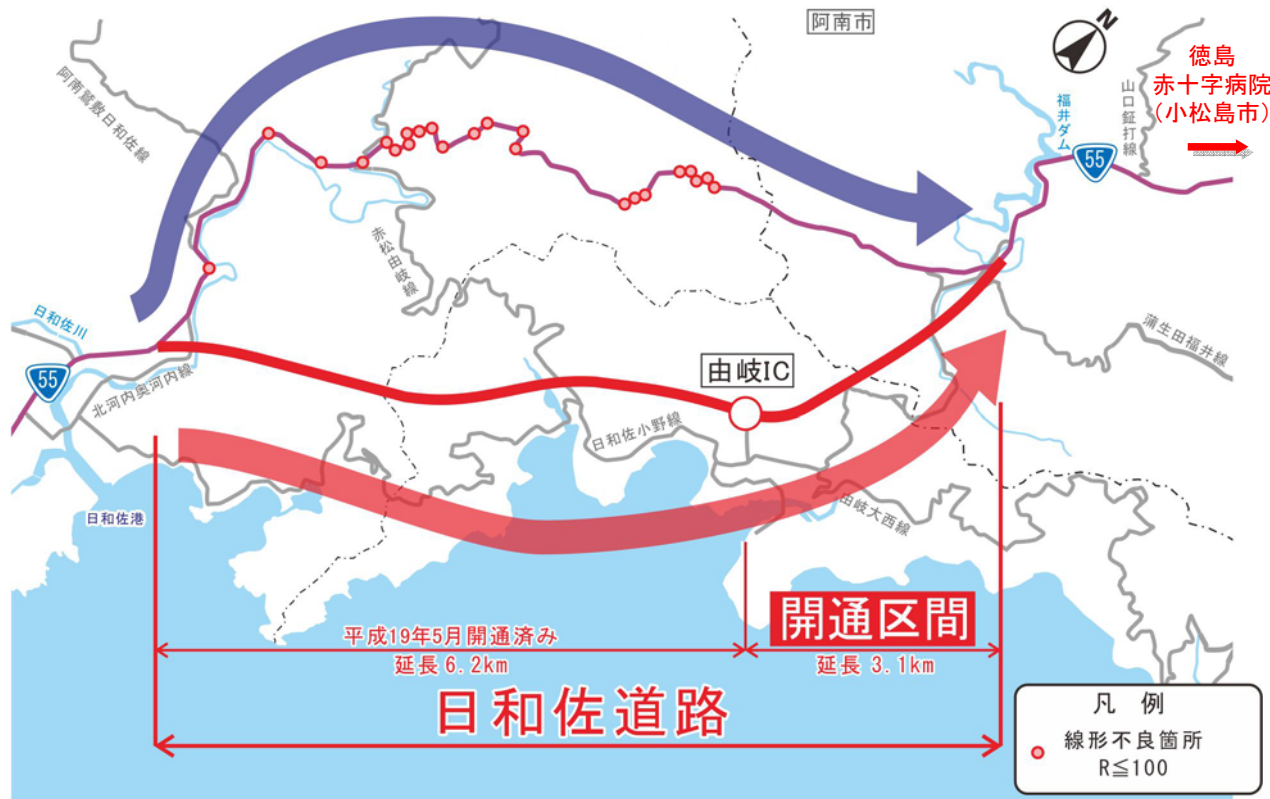 阿南市
N
徳島
赤十字病院
(小松島市)
阿南鷲敷日和佐線
福井ダム
山口鉦打線
55
赤松由岐線
日和佐川
55
北河内奥河内線
由岐IC
蒲生田福井線
日和佐小野線
日和佐港
由岐大西線
開通区間
平成19年5月開通済み
延長 6.2km
延長 3.1km
日和佐道路
凡 例
線形不良箇所
R≦100